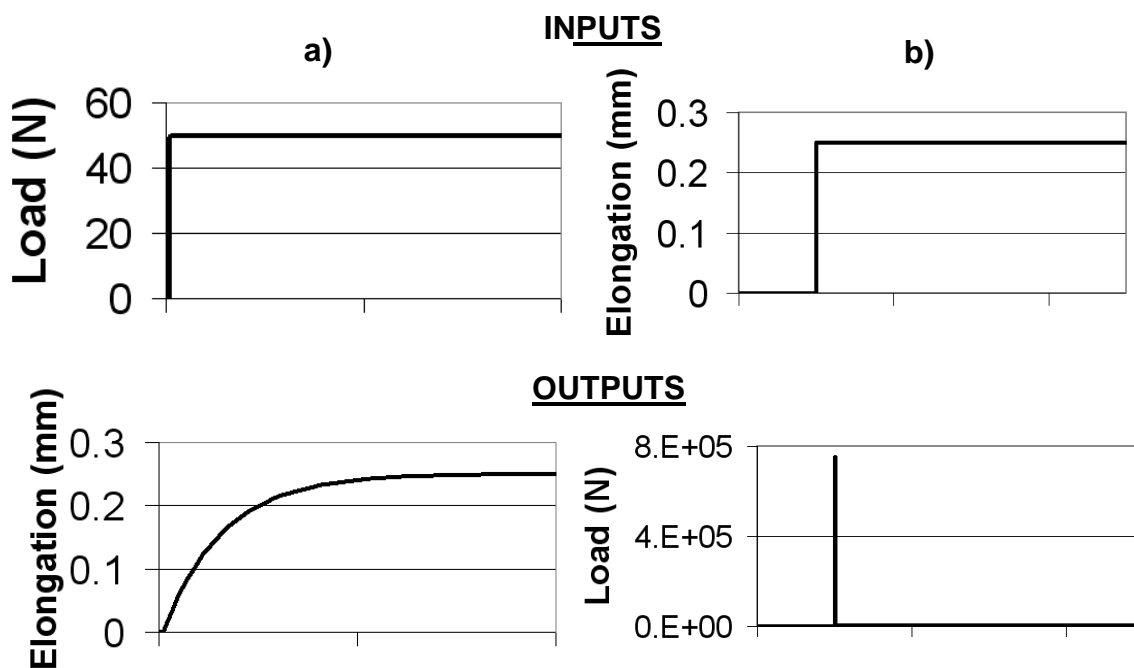 INPUTS
a)
b)
Load (N)
60
40
20
0
Elongation (mm)
0.3
0.2
0.1
0
OUTPUTS
Elongation (mm)
0.3
0.2
0.1
0
Load (N)
8.E+05
4.E+05
0.E+00